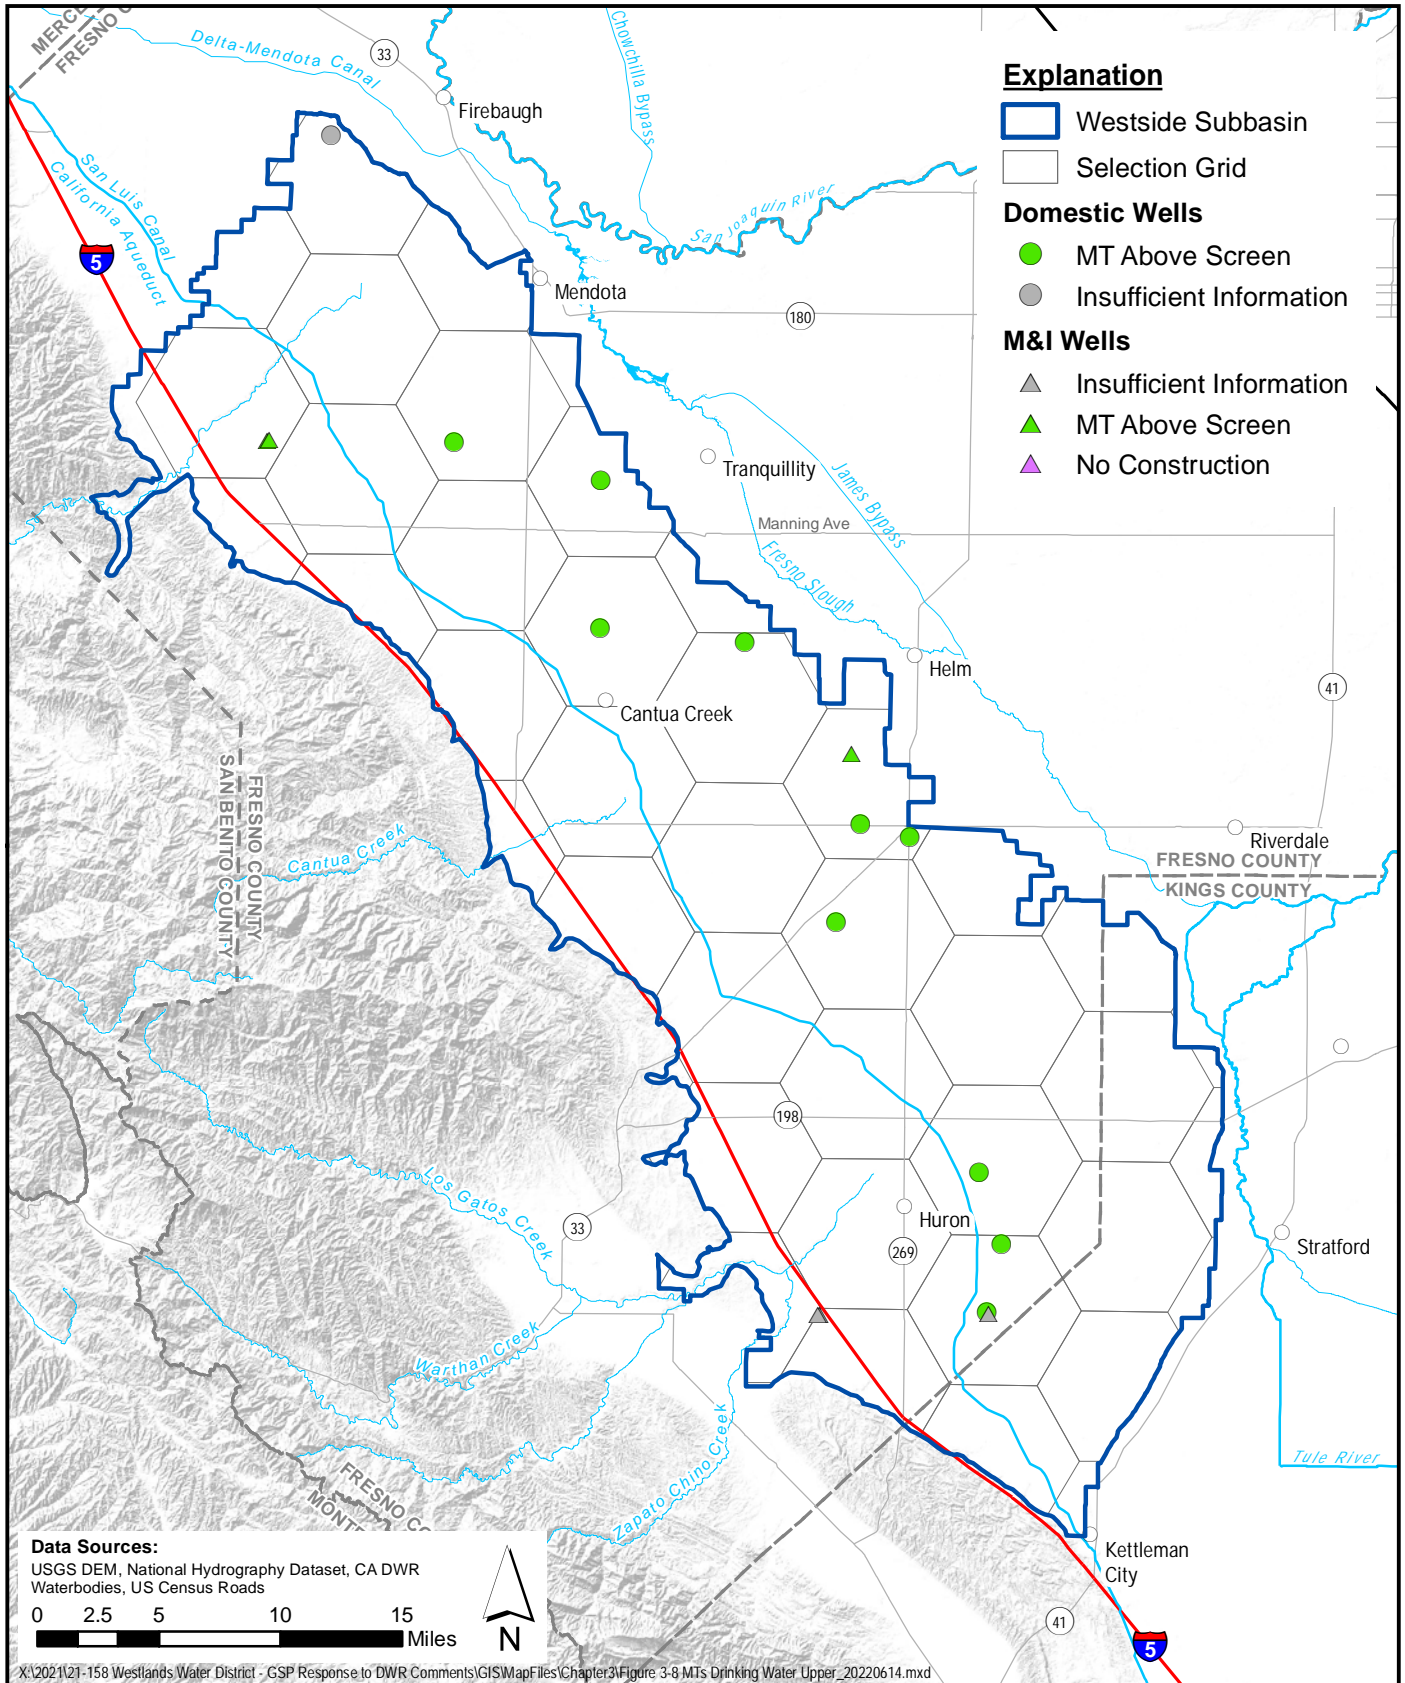 MERCE
FRESNO C
Delta-Mendota Canal
33
Chowchilla Bypass
Firebaugh
San Luis Canal
California Aqueduct
5
San Joaquin River
Mendota
180
Explanation
Westside Subbasin
Selection Grid
Domestic Wells
MT Above Screen
Insufficient Information
M&I Wells
Insufficient Information
MT Above Screen
No Construction
Tranquillity
James Bypass
Manning Ave
Fresno Slough
Helm
41
Cantua Creek
FRESNO COUNTY
SAN BENITO COUNTY
Cantua Creek
Riverdale
FRESNO COUNTY
KINGS COUNTY
198
Los Gatos Creek
33
Huron
269
Stratford
Warthan Creek
Zapato Chino Creek
Tule River
FRESNO CO
MONT
Kettleman
City
41
5
Data Sources:
USGS DEM, National Hydrography Dataset, CA DWR
Waterbodies, US Census Roads
0 2.5 5 10 15
Miles
N
X:\2021\21-158 Westlands Water District - GSP Response to DWR Comments\GIS\MapFiles\Chapter3\Figure 3-8 MTs Drinking Water Upper_20220614.mxd